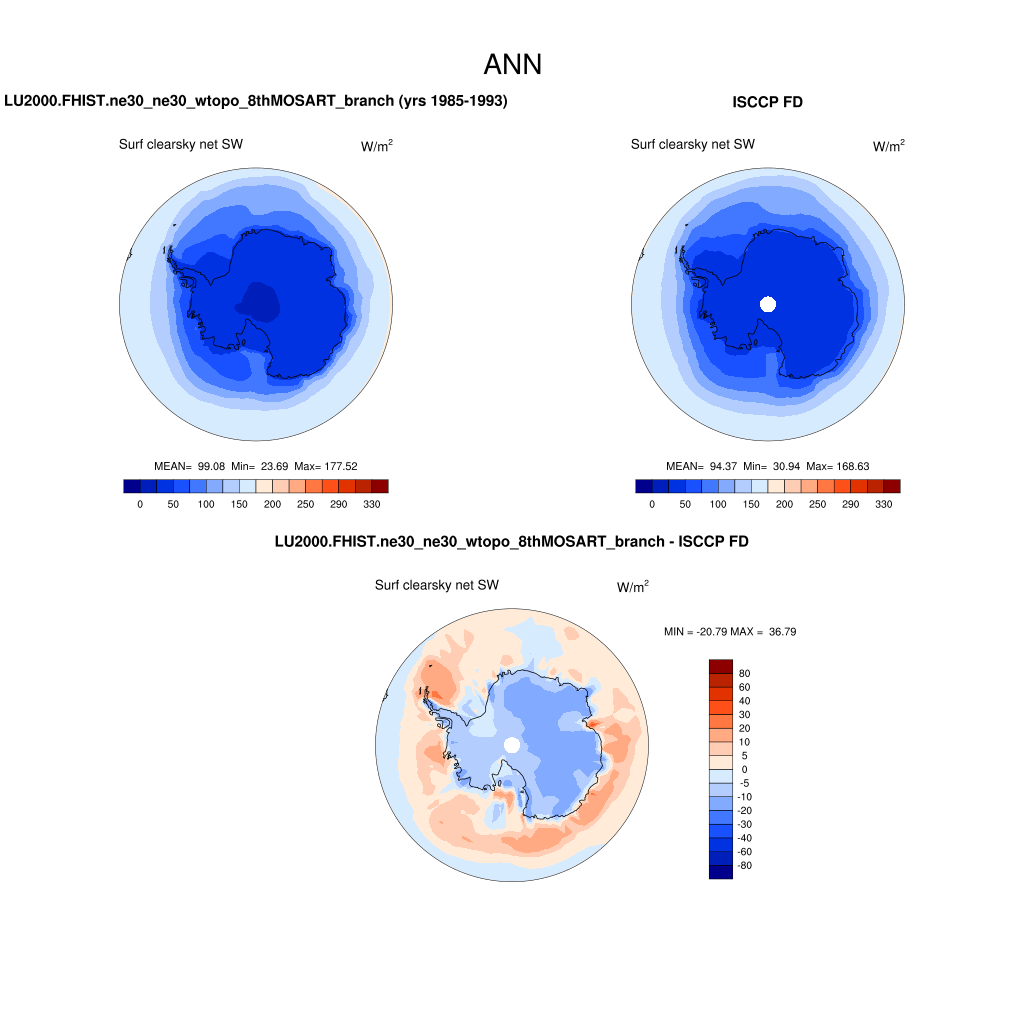 ANN
LU2000.FHIST.ne30_ne30_wtopo_8thMOSART_branch (yrs 1985-1993)
ISCCP FD
Surf clearsky net SW W/m2
Surf clearsky net SW W/m2
MEAN= 99.08 Min= 23.69 Max= 177.52
MEAN= 94.37 Min= 30.94 Max= 168.63
0 50 100 150 200 250 290 330
0 50 100 150 200 250 290 330
LU2000.FHIST.ne30_ne30_wtopo_8thMOSART_branch - ISCCP FD
Surf clearsky net SW W/m2
MIN = -20.79 MAX = 36.79
80
60
40
30
20
10
5
0
-5
-10
-20
-30
-40
-60
-80